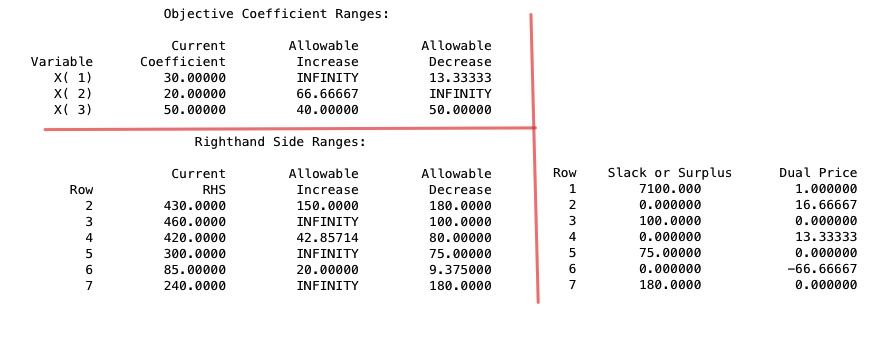 Objective Coefficient Ranges:
Current Allowable Allowable
Variable Coefficient Increase Decrease
X( 1) 30.00000 INFINITY 13.33333
X( 2) 20.00000 66.66667 INFINITY
X( 3) 50.00000 40.00000 50.00000
Righthand Side Ranges:
Current Allowable Allowable
Row RHS Increase Decrease
2 430.0000 150.0000 180.0000
3 460.0000 INFINITY 100.0000
4 420.0000 42.85714 80.00000
5 300.0000 INFINITY 75.00000
6 85.00000 20.00000 9.375000
7 240.0000 INFINITY 180.0000
Row Slack or Surplus Dual Price
1 7100.000 1.000000
2 0.000000 16.66667
3 100.0000 0.000000
4 0.000000 13.33333
5 75.00000 0.000000
6 0.000000 -66.66667
7 180.0000 0.000000